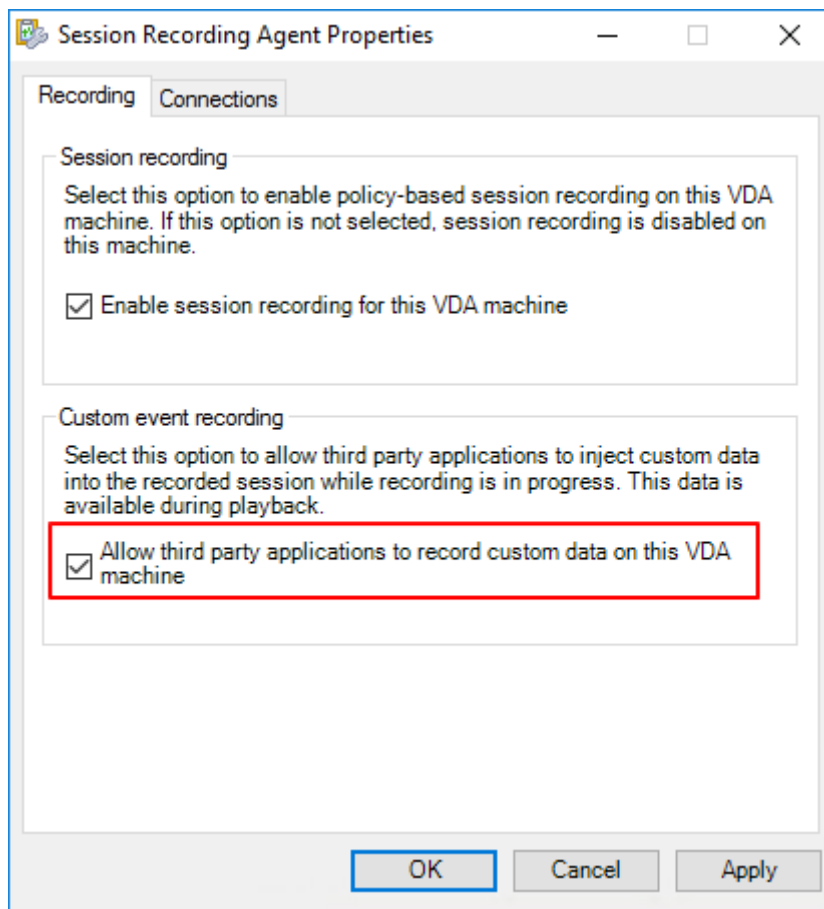 Session Recording Agent Properties
Recording
Connections
Session recording
Select this option to enable policy-based session recording on this VDA
machine. If this option is not selected, session recording is disabled on
this machine.
Enable session recording for this VDA machine
Custom event recording
Select this option to allow third party applications to inject custom data
into the recorded session while recording is in progress. This data is
available during playback.
Allow third party applications to record custom data on this VDA
machine
OK
Cancel
Apply